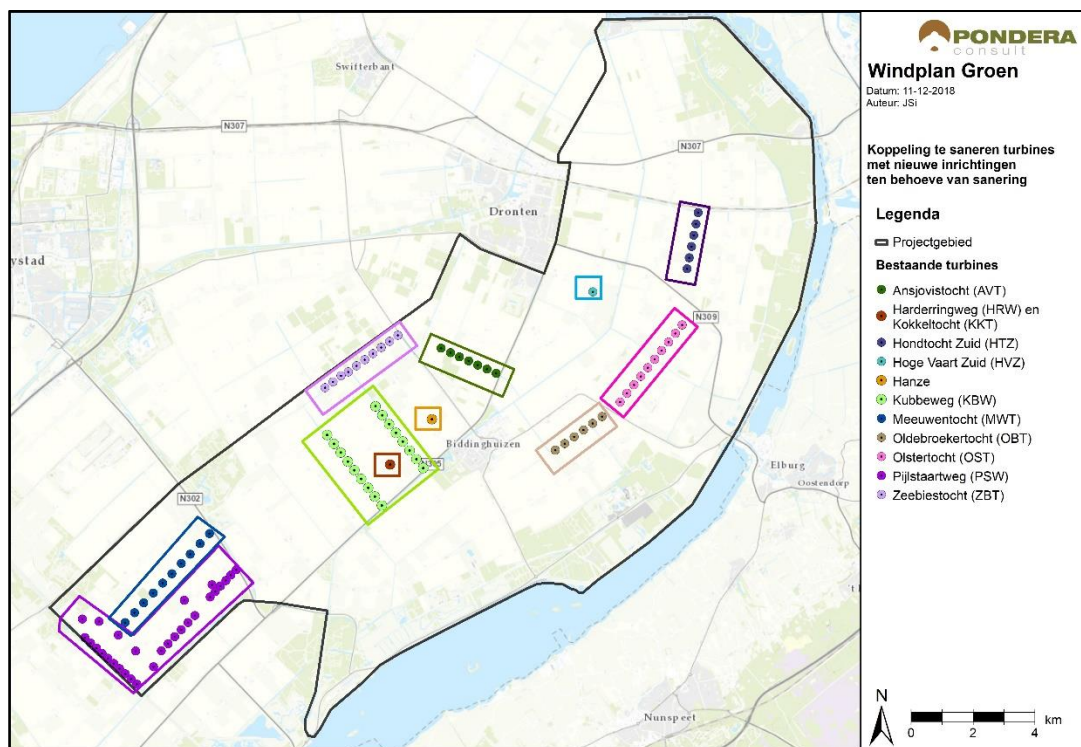 Swifterbant
N307
N307
Dronten
ystad
N309
N305
Biddinghuizen
Elburg
Oostendorp
N302
't H
Nunspeet
PONDERA
consult
Windplan Groen
Datum: 11-12-2018
Auteur: JSi
Koppeling te saneren turbines
met nieuwe inrichtingen
ten behoeve van sanering
Legenda
Projectgebied
Bestaande turbines
Ansjovistocht (AVT)
Harderringweg (HRW) en
Kokkeltocht (KKT)
Hondtocht Zuid (HTZ)
Hoge Vaart Zuid (HVZ)
Hanze
Kubbeweg (KBW)
Meeuwentocht (MWT)
Oldebroekertocht (OBT)
Olstertocht (OST)
Pijlstaartweg (PSW)
Zeebiestocht (ZBT)
N
0 2 4 km